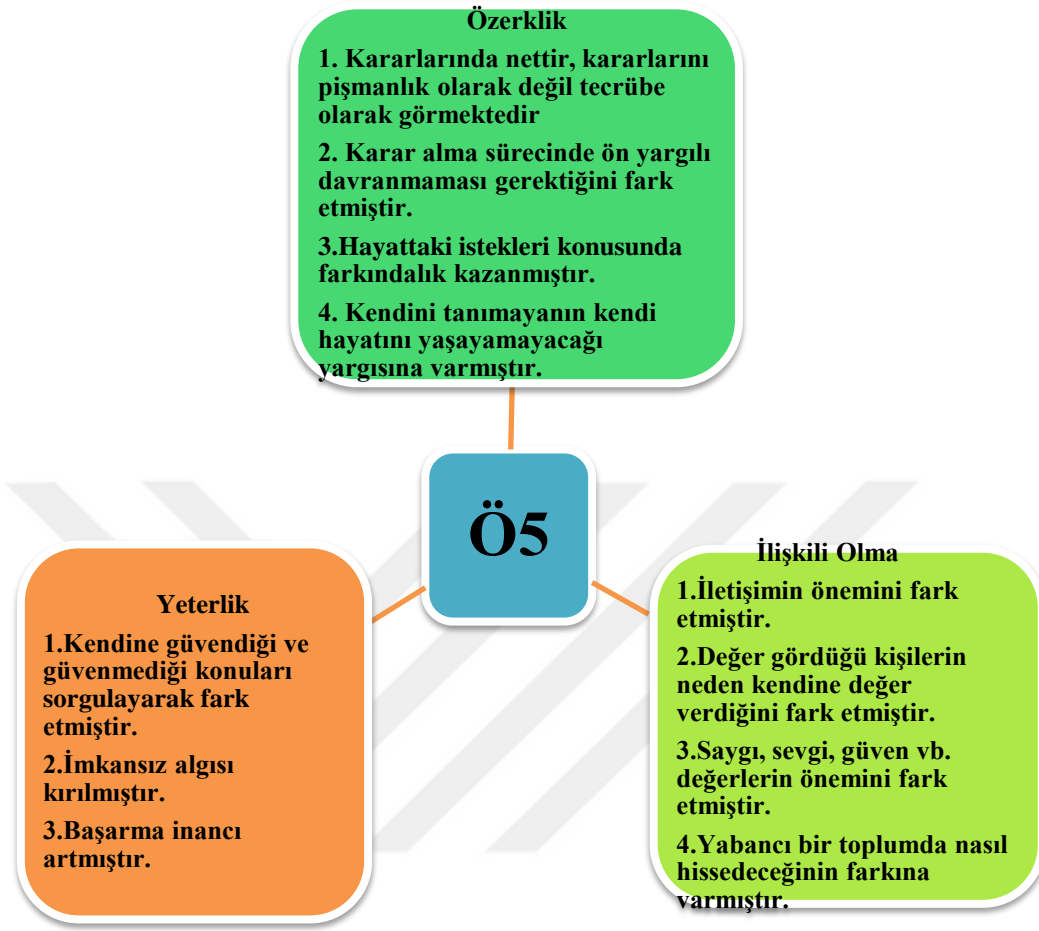 Özerklik
1. Kararlarında nettir, kararlarını
pişmanlık olarak değil tecrübe
olarak görmektedir
2. Karar alma sürecinde ön yargılı
davranmaması gerektiğini fark
etmiştir.
3.Hayattaki istekleri konusunda
farkındalık kazanmıştır.
4. Kendini tanımayanın kendi
hayatını yaşayamayacağı
yargısına varmıştır.
Ö5
Yeterlik
1.Kendine güvendiği ve
güvenmediği konuları
sorgulayarak fark
etmiştir.
2.İmkansız algısı
kırılmıştır.
3.Başarma inancı
artmıştır.
İlişkili Olma
1.İletişimin önemini fark
etmiştir.
2.Değer gördüğü kişilerin
neden kendine değer
verdiğini fark etmiştir.
3.Saygı, sevgi, güven vb.
değerlerin önemini fark
etmiştir.
4.Yabancı bir toplumda nasıl
hissedeceğinin farkına
varmıştır.